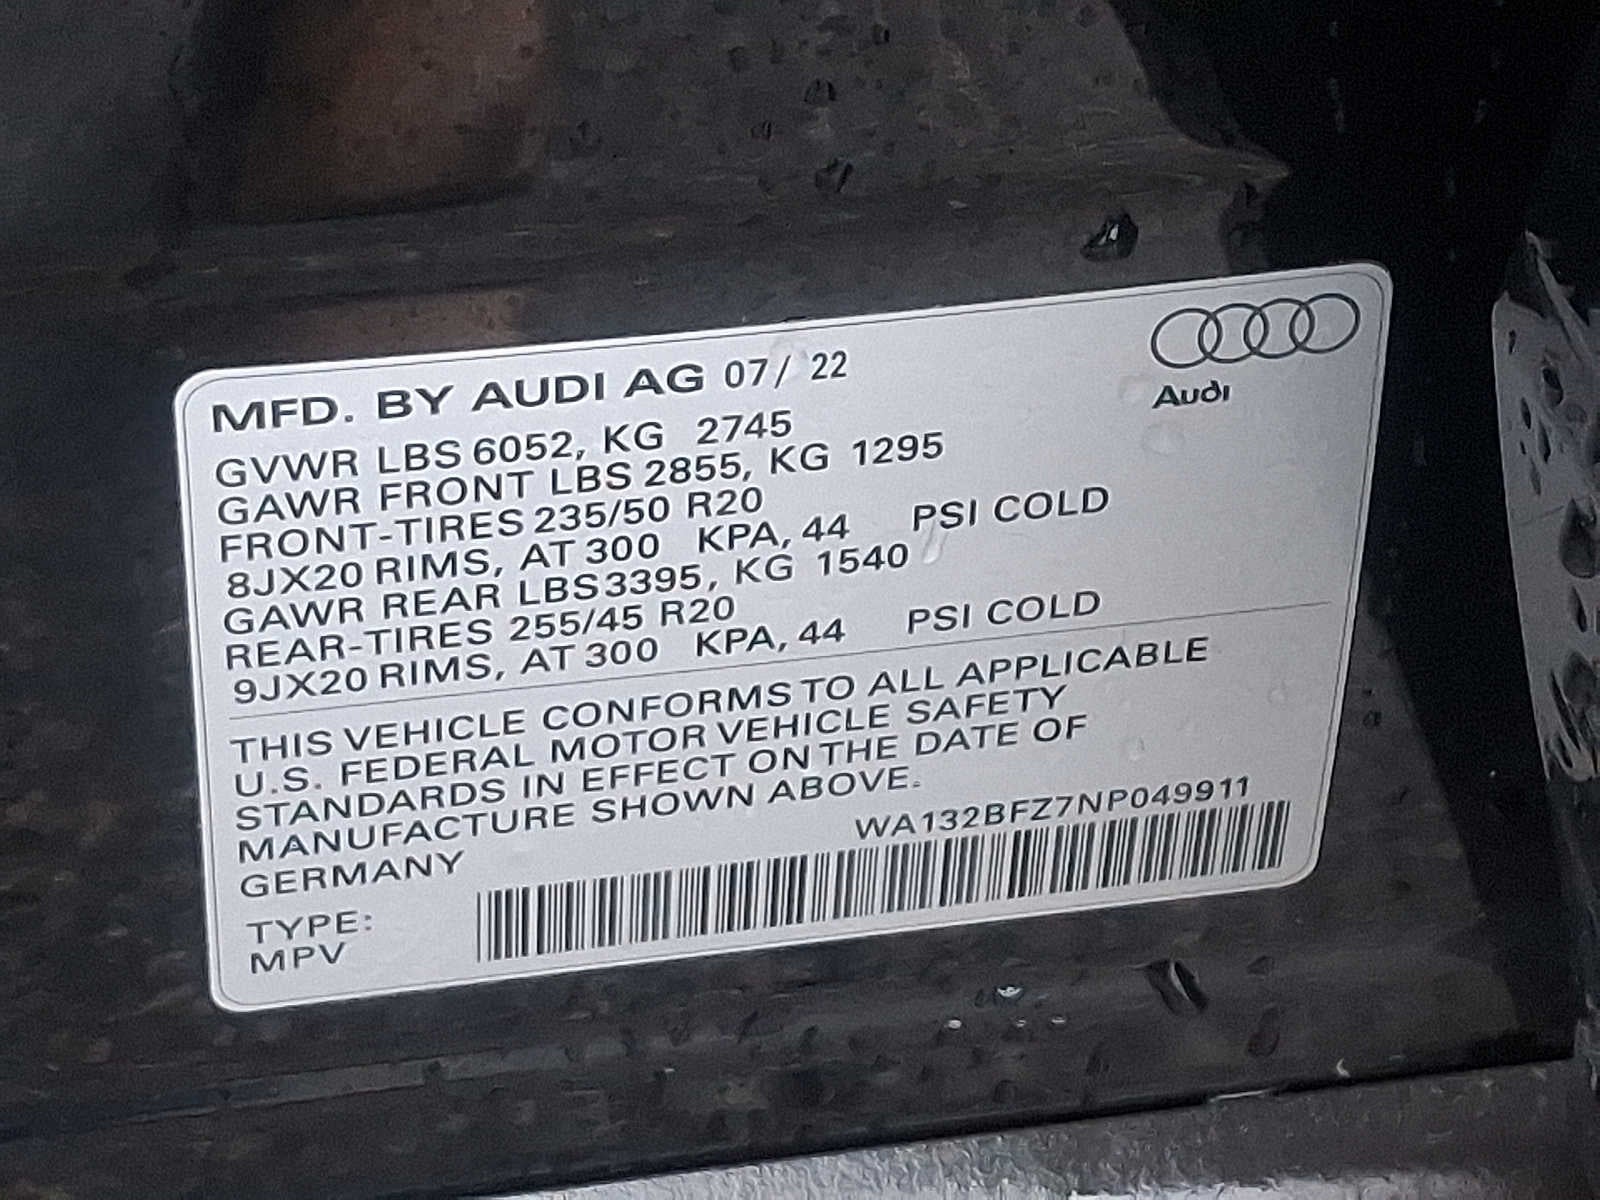 MFD. BY AUDI AG 07/ 22
Audi
GVWR LBS 6052, KG 2745
GAWR FRONT LBS 2855, KG 1295
FRONT-TIRES 235/50 R20
8JX20 RIMS, AT 300 KPA, 44 PSI COLD
GAWR REAR LBS 3395, KG 1540
REAR-TIRES 255/45 R20
9JX20 RIMS, AT 300 KPA, 44 PSI COLD
THIS VEHICLE CONFORMS TO ALL APPLICABLE
U.S. FEDERAL MOTOR VEHICLE SAFETY
STANDARDS IN EFFECT ON THE DATE OF
MANUFACTURE SHOWN ABOVE.
WA132BFZ7NP049911
GERMANY
TYPE:
MPV